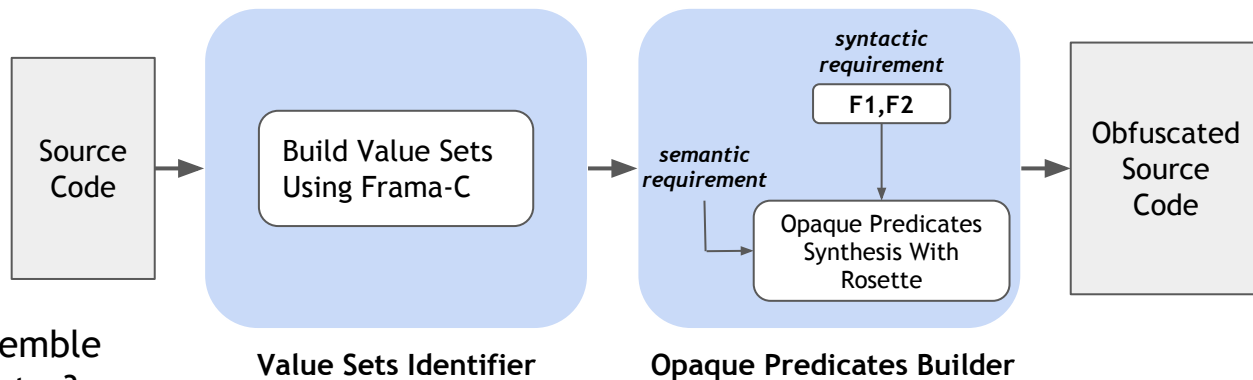 Source
Code
Build Value Sets
Using Frama-C
Value Sets Identifier
syntactic
requirement
F1,F2
semantic
requirement
Opaque Predicates
Synthesis With
Rosette
Opaque Predicates Builder
Obfuscated
Source
Code
emble